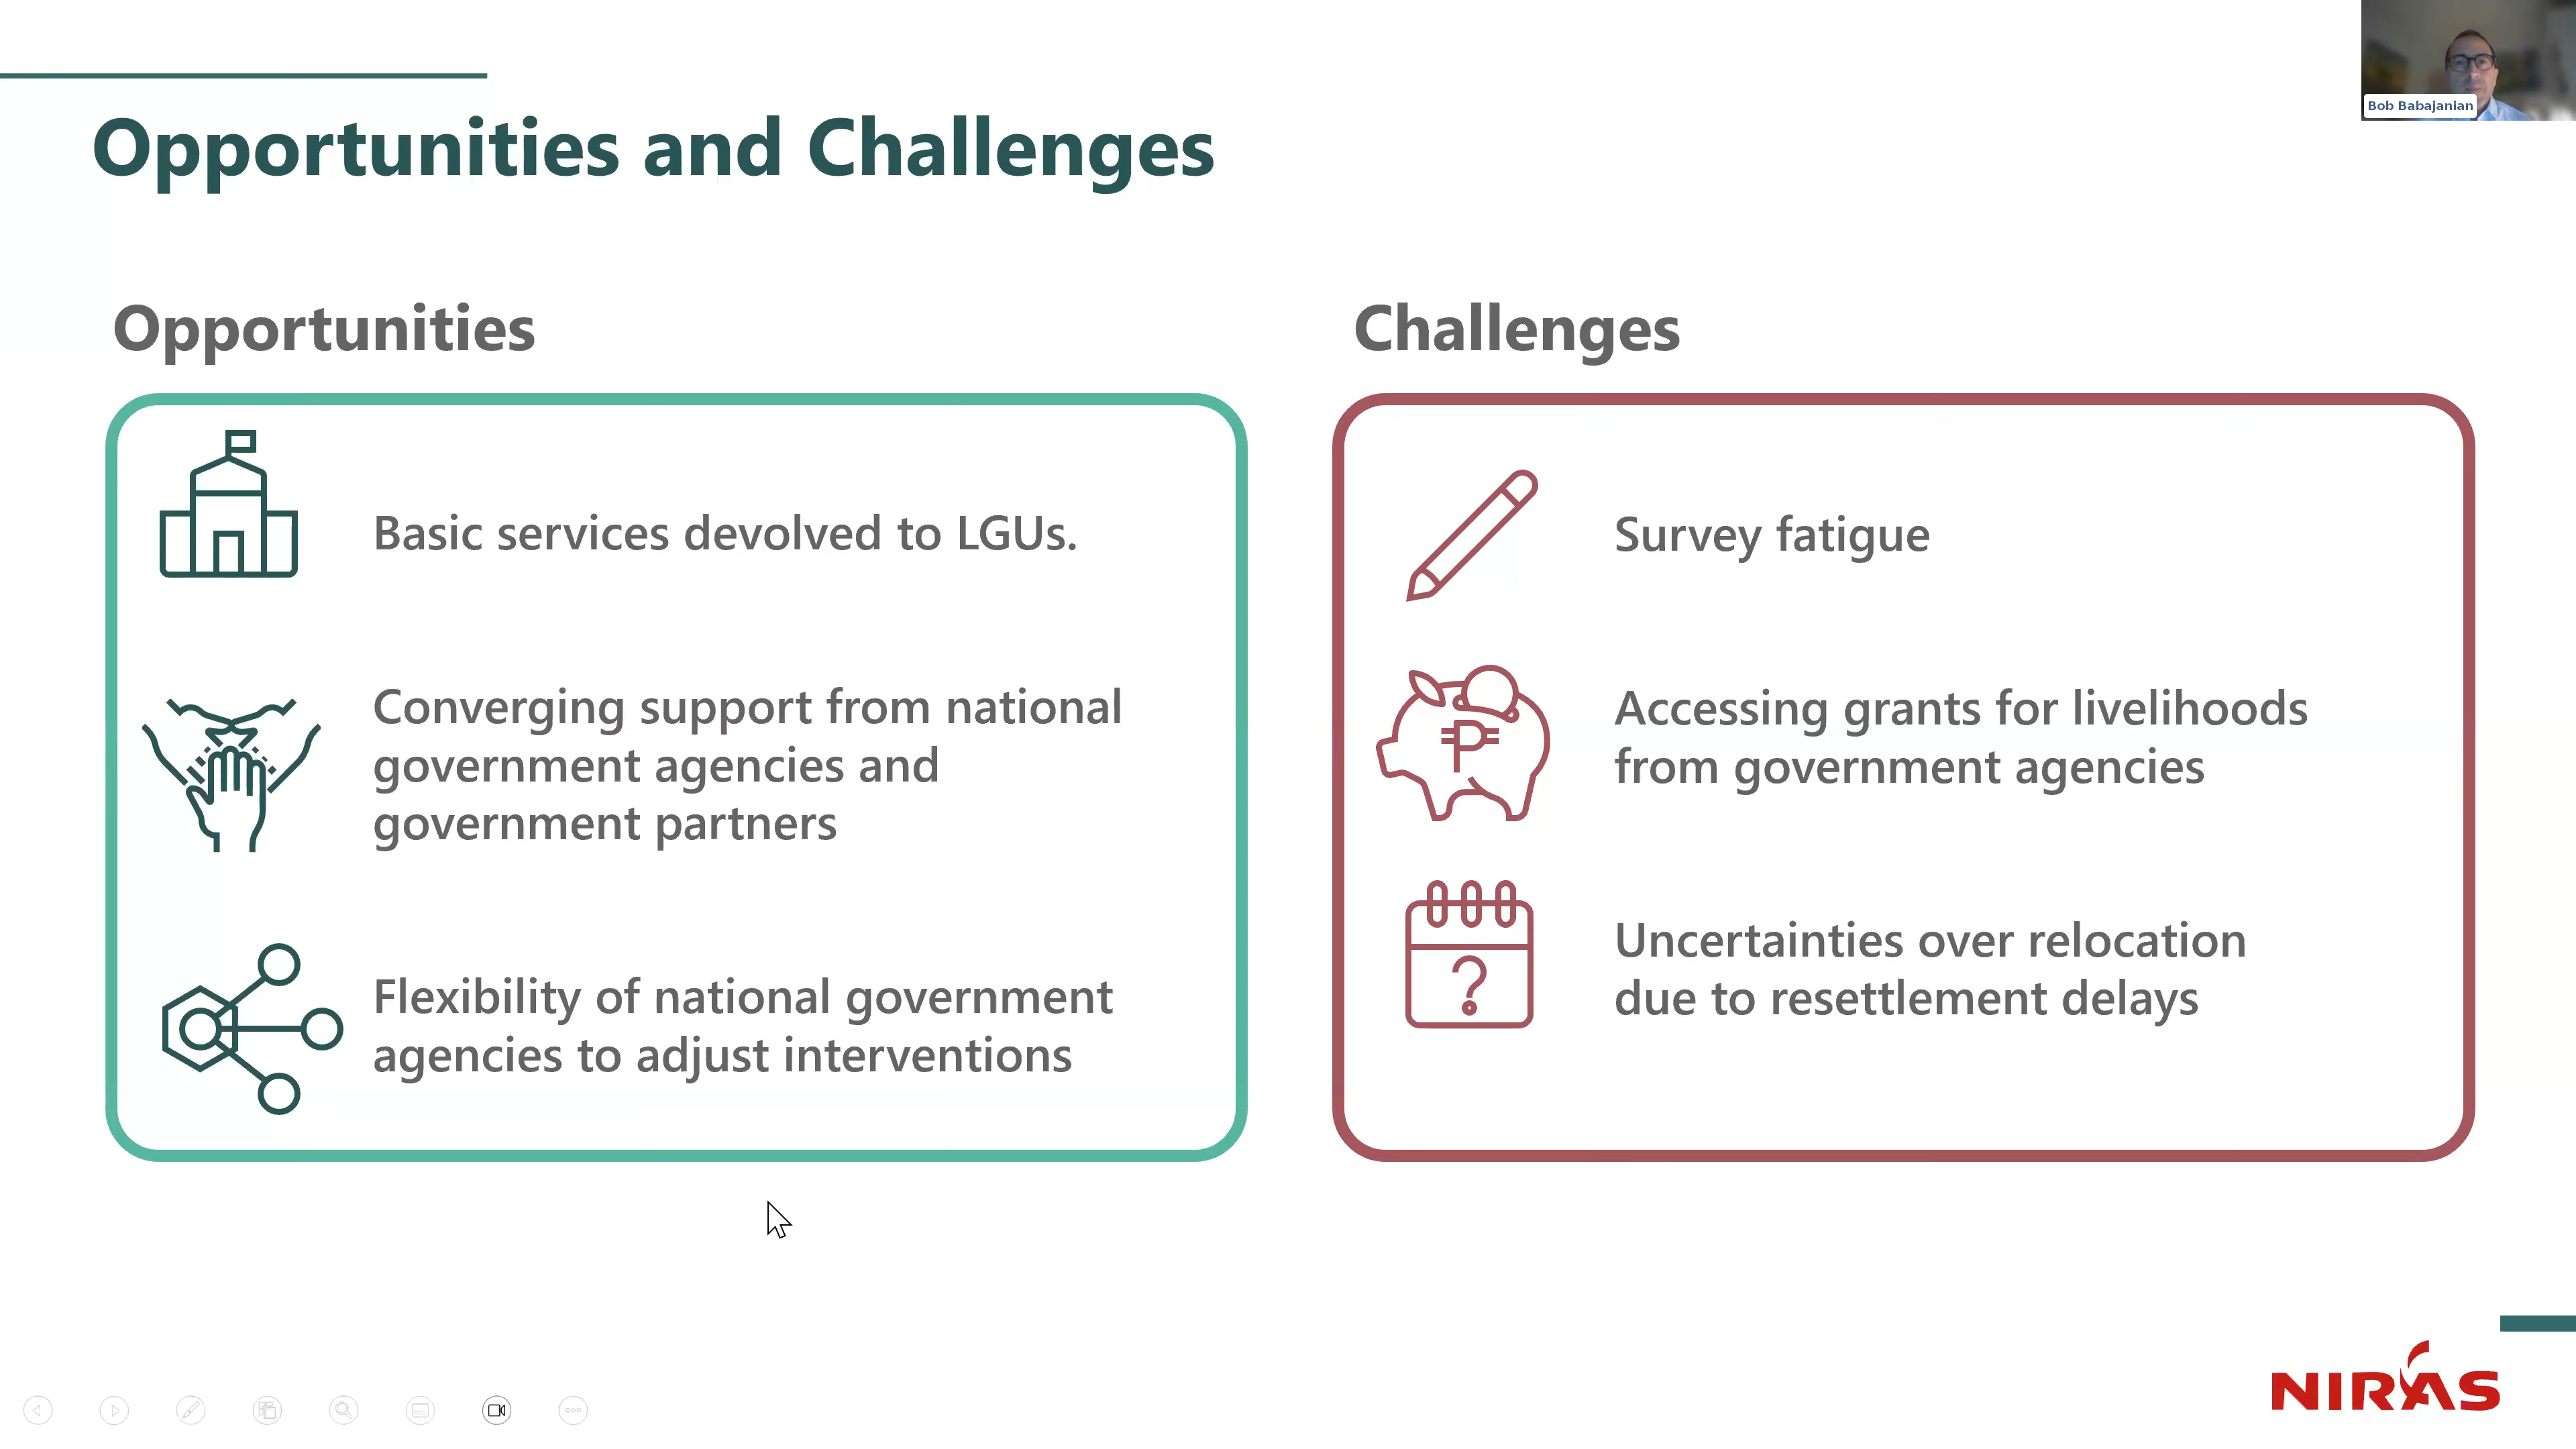 Bob Babajanian
Opportunities and Challenges
Opportunities
Basic services devolved to LGUs.
Converging support from national
government agencies and
government partners
Flexibility of national government
agencies to adjust interventions
Challenges
Survey fatigue
₱
Accessing grants for livelihoods
from government agencies
?
Uncertainties over relocation
due to resettlement delays
NIRAS